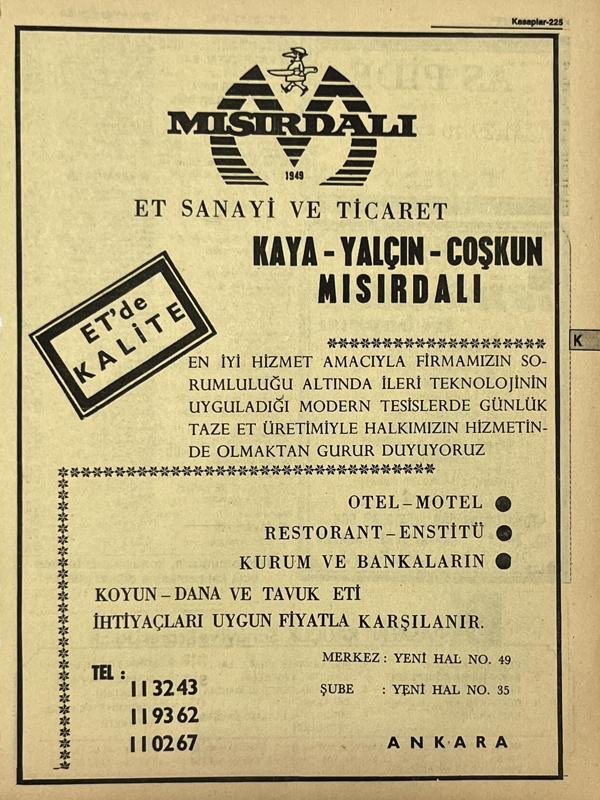 Kasaplar-225
MISIRDALI
1949
ET SANAYİ VE TİCARET
KAYA - YALÇIN - COŞKUN
MISIRDALI
ET'de
KALİTE
K
EN İYİ HİZMET AMACIYLA FİRMAMIZIN SO-
RUMLULUĞU ALTINDA İLERİ TEKNOLOJİNİN
UYGULADIĞI MODERN TESİSLERDE GÜNLÜK
TAZE ET ÜRETİMİYLE HALKIMIZIN HİZMETİN-
DE OLMAKTAN GURUR DUYUYORUZ
OTEL–MOTEL
RESTORANT–ENSTİTÜ
KURUM VE BANKALARIN
KOYUN–DANA VE TAVUK ETİ
İHTİYAÇLARI UYGUN FİYATLA KARŞILANIR.
MERKEZ : YENİ HAL NO. 49
ŞUBE : YENİ HAL NO. 35
TEL :
113243
119362
110267
ANKARA